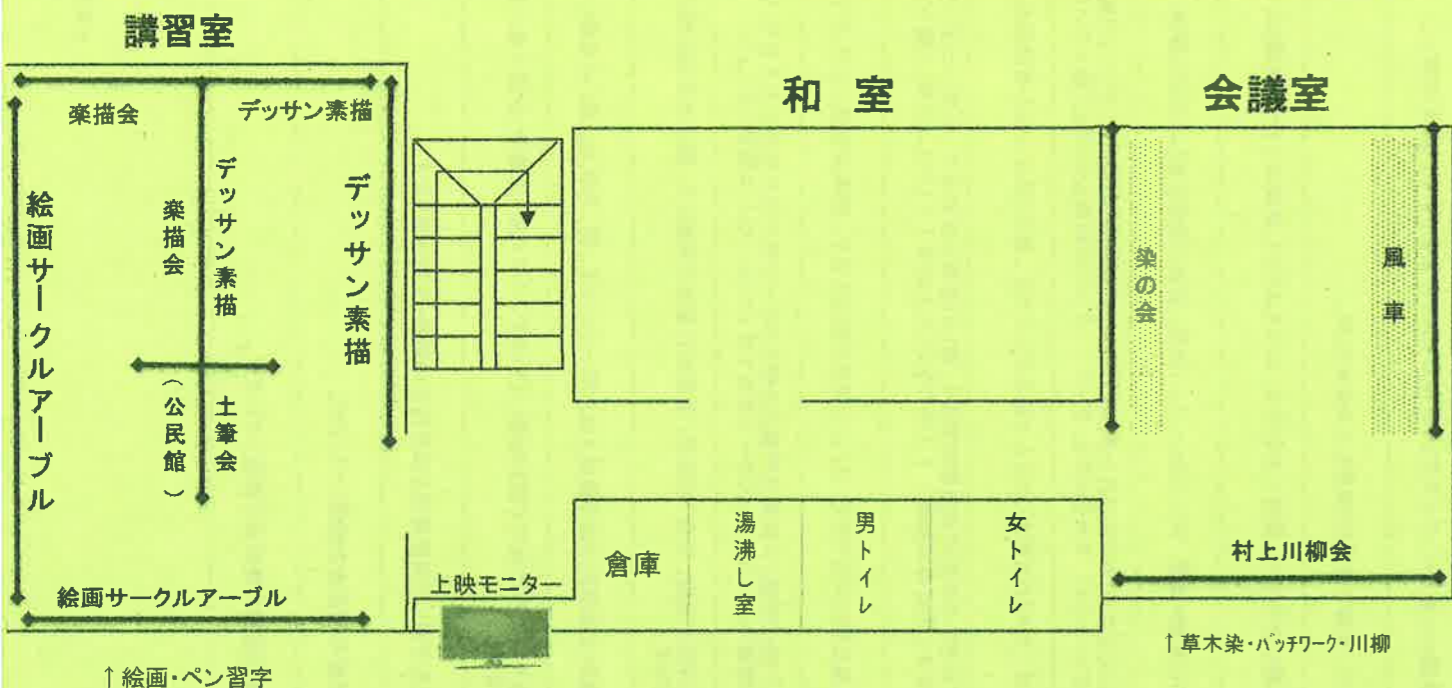 講習室
和室
会議室
楽描会
デッサン素描
絵画サークルアーブル
楽描会
デッサン素描
デッサン素描
（公民館）
土筆会
絵画サークルアーブル
上映モニター
倉庫
湯沸し室
男トイレ
女トイレ
染の会
風車
村上川柳会
↑絵画・ペン習字
↑草木染・パッチワーク・川柳